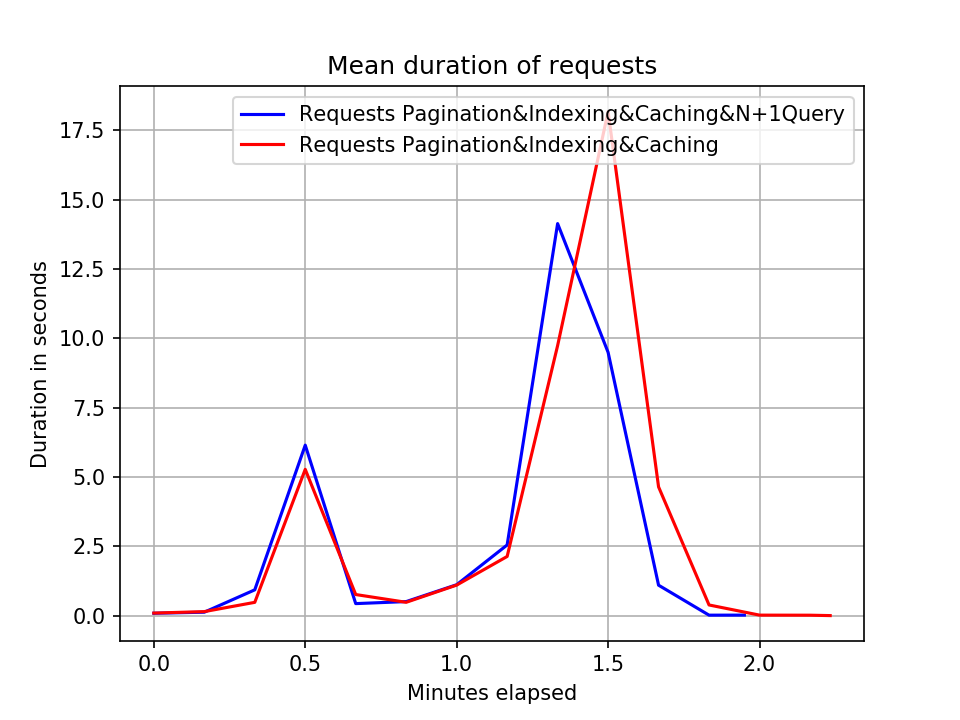 Mean duration of requests
Requests Pagination&Indexing&Caching&N+1Query
Requests Pagination&Indexing&Caching
17.5
15.0
12.5
10.0
7.5
5.0
2.5
0.0
Duration in seconds
0.0 0.5 1.0 1.5 2.0
Minutes elapsed